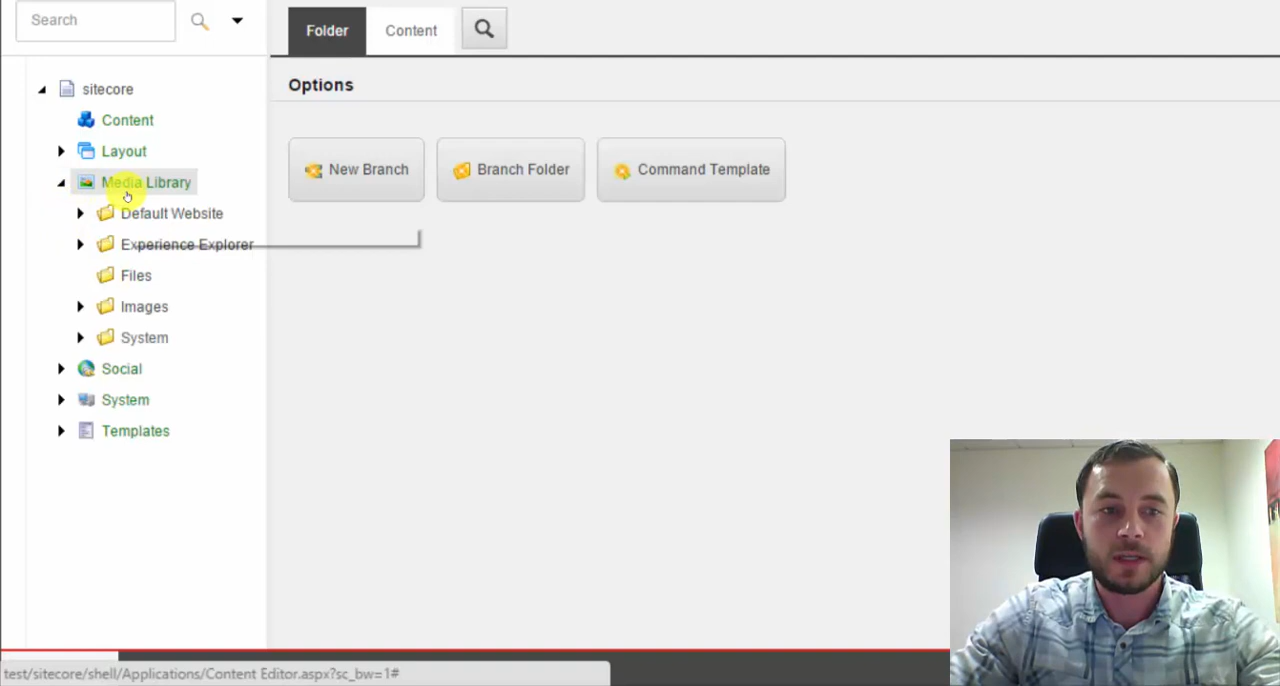 Search
Folder
Content
Options
New Branch
Branch Folder
Command Template
sitecore
Content
Layout
Media Library
Default Website
Experience Explorer
Files
Images
System
Social
System
Templates
test/sitecore/shell/Applications/Content Editor.aspx?sc_bw=1#